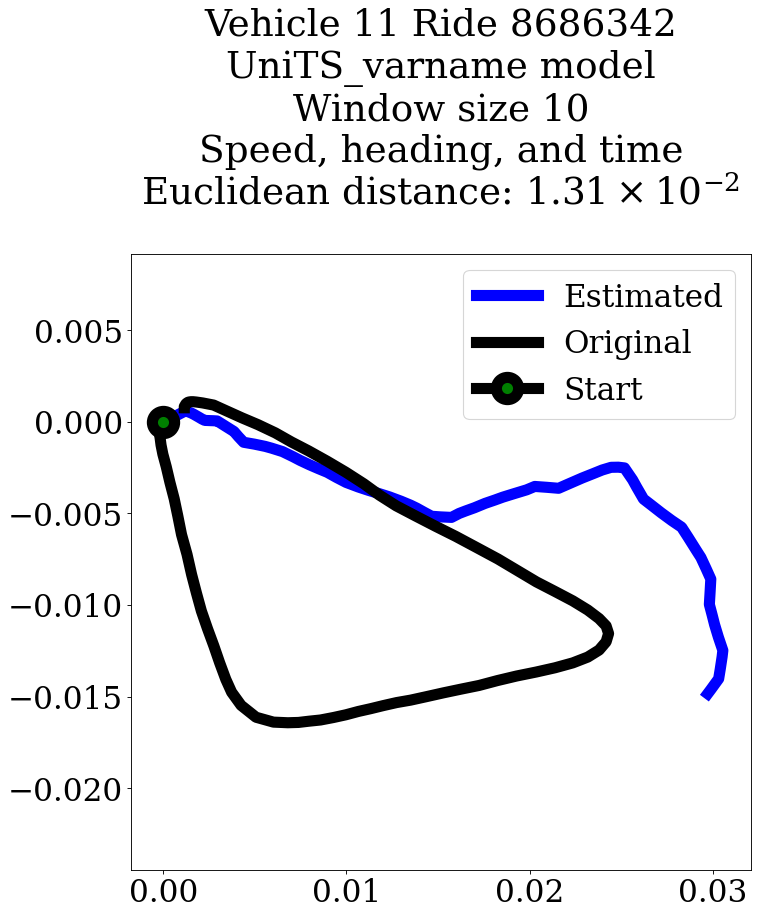 Vehicle 11 Ride 8686342
UniTS_varname model
Window size 10
Speed, heading, and time
Euclidean distance: 1.31 × 10⁻²
Estimated
Original
Start
0.005
0.000
−0.005
−0.010
−0.015
−0.020
0.00 0.01 0.02 0.03